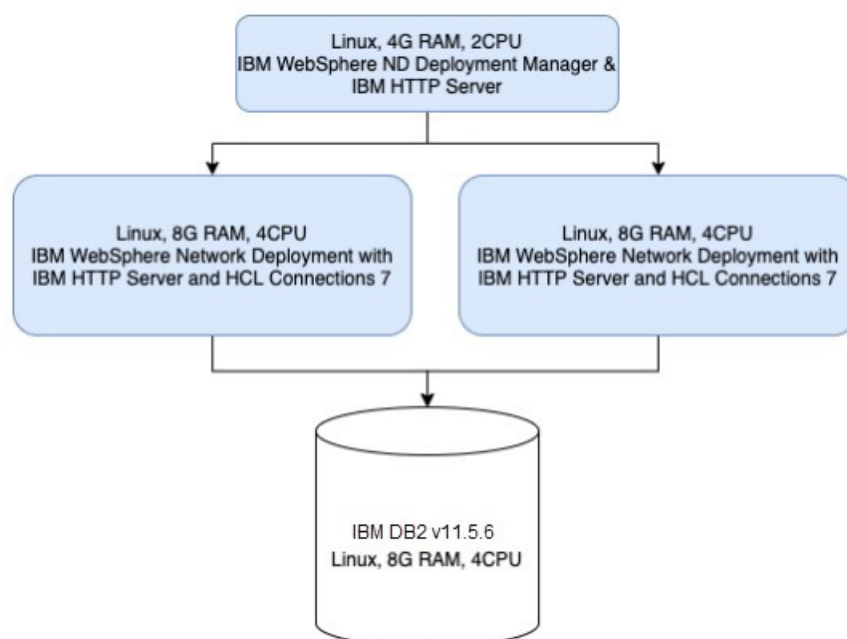 Linux, 4G RAM, 2CPU
IBM WebSphere ND Deployment Manager &
IBM HTTP Server
Linux, 8G RAM, 4CPU
IBM WebSphere Network Deployment with
IBM HTTP Server and HCL Connections 7
Linux, 8G RAM, 4CPU
IBM WebSphere Network Deployment with
IBM HTTP Server and HCL Connections 7
IBM DB2 v11.5.6
Linux, 8G RAM, 4CPU